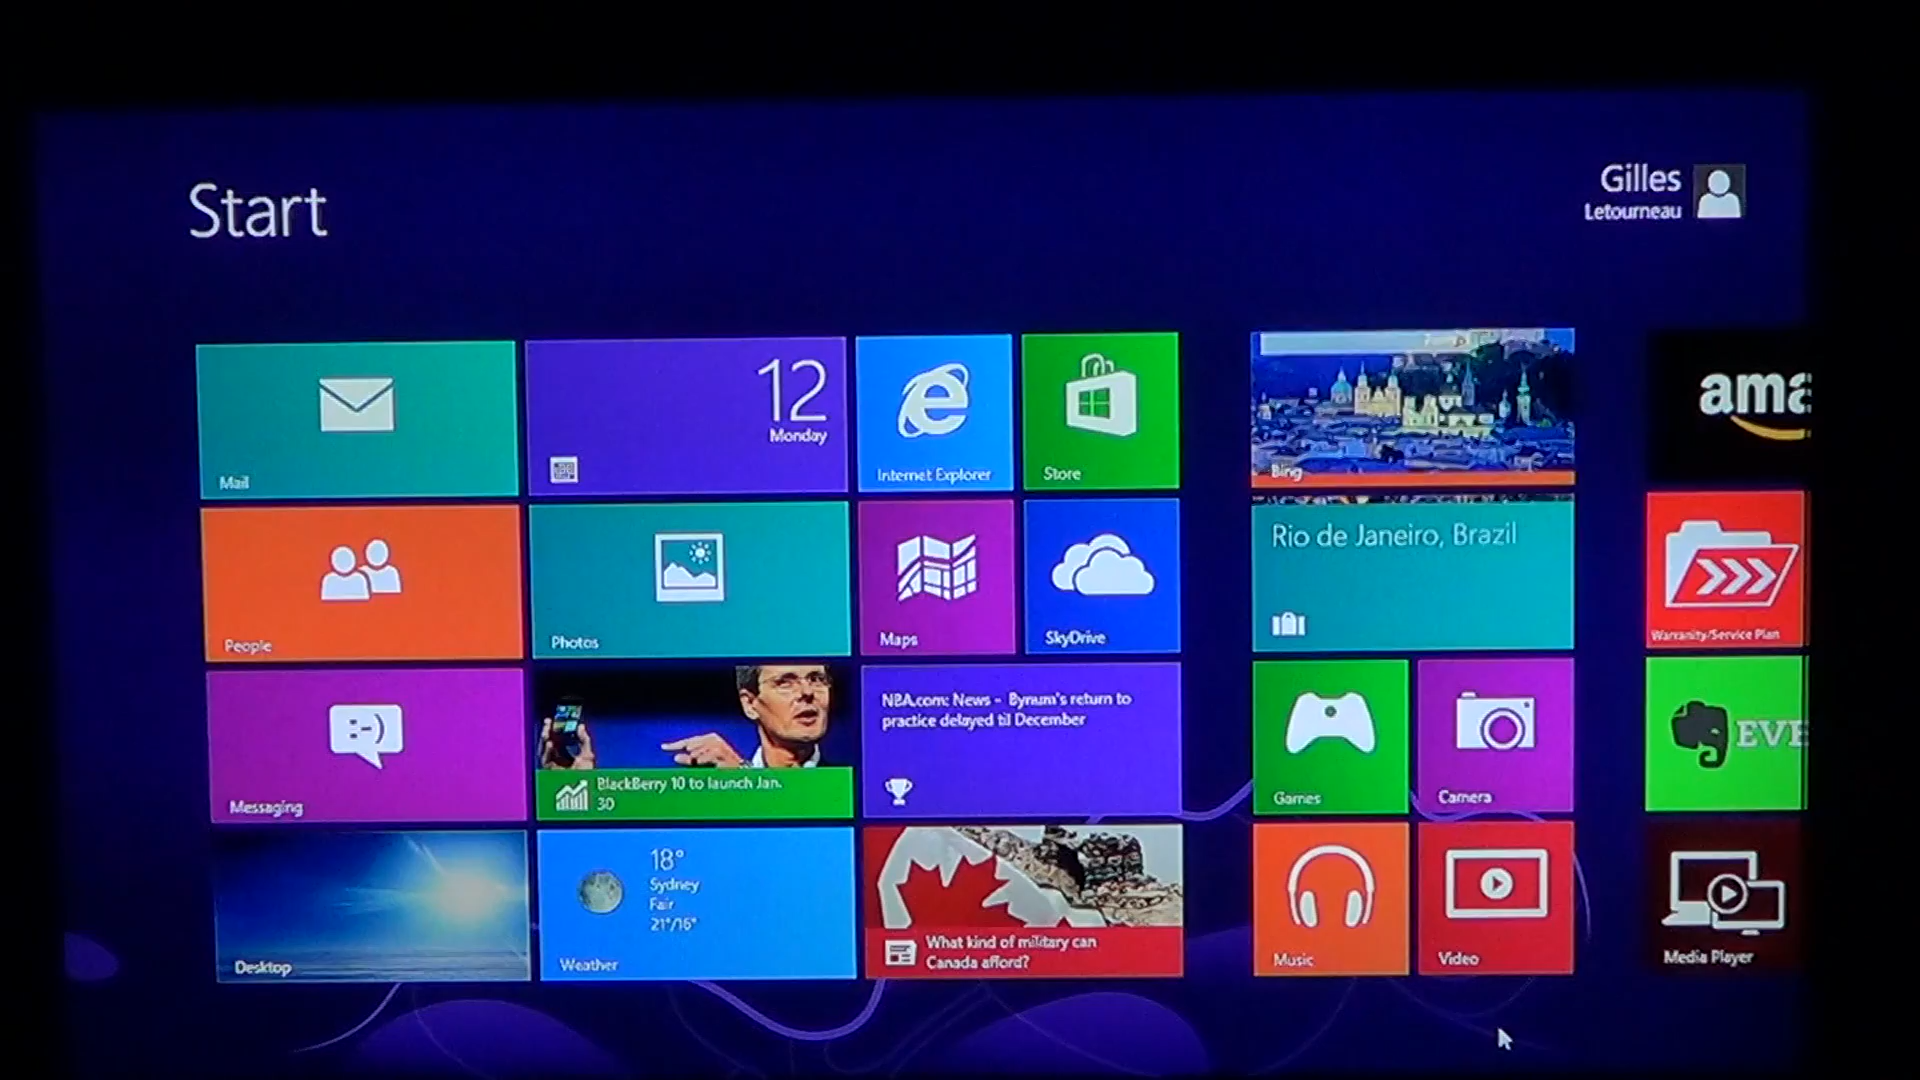 Start
Gilles
Letourneau
12
Monday
Mail
Internet Explorer
Store
Bing
ama
People
Photos
Maps
SkyDrive
Rio de Janeiro, Brazil
Warranty/Service Plan
Messaging
BlackBerry 10 to launch Jan.
30
NBA.com: News - Bynum's return to
practice delayed til December
Games
Camera
EVE
Desktop
18°
Sydney
Fair
21°/16°
Weather
What kind of military can
Canada afford?
Music
Video
Media Player